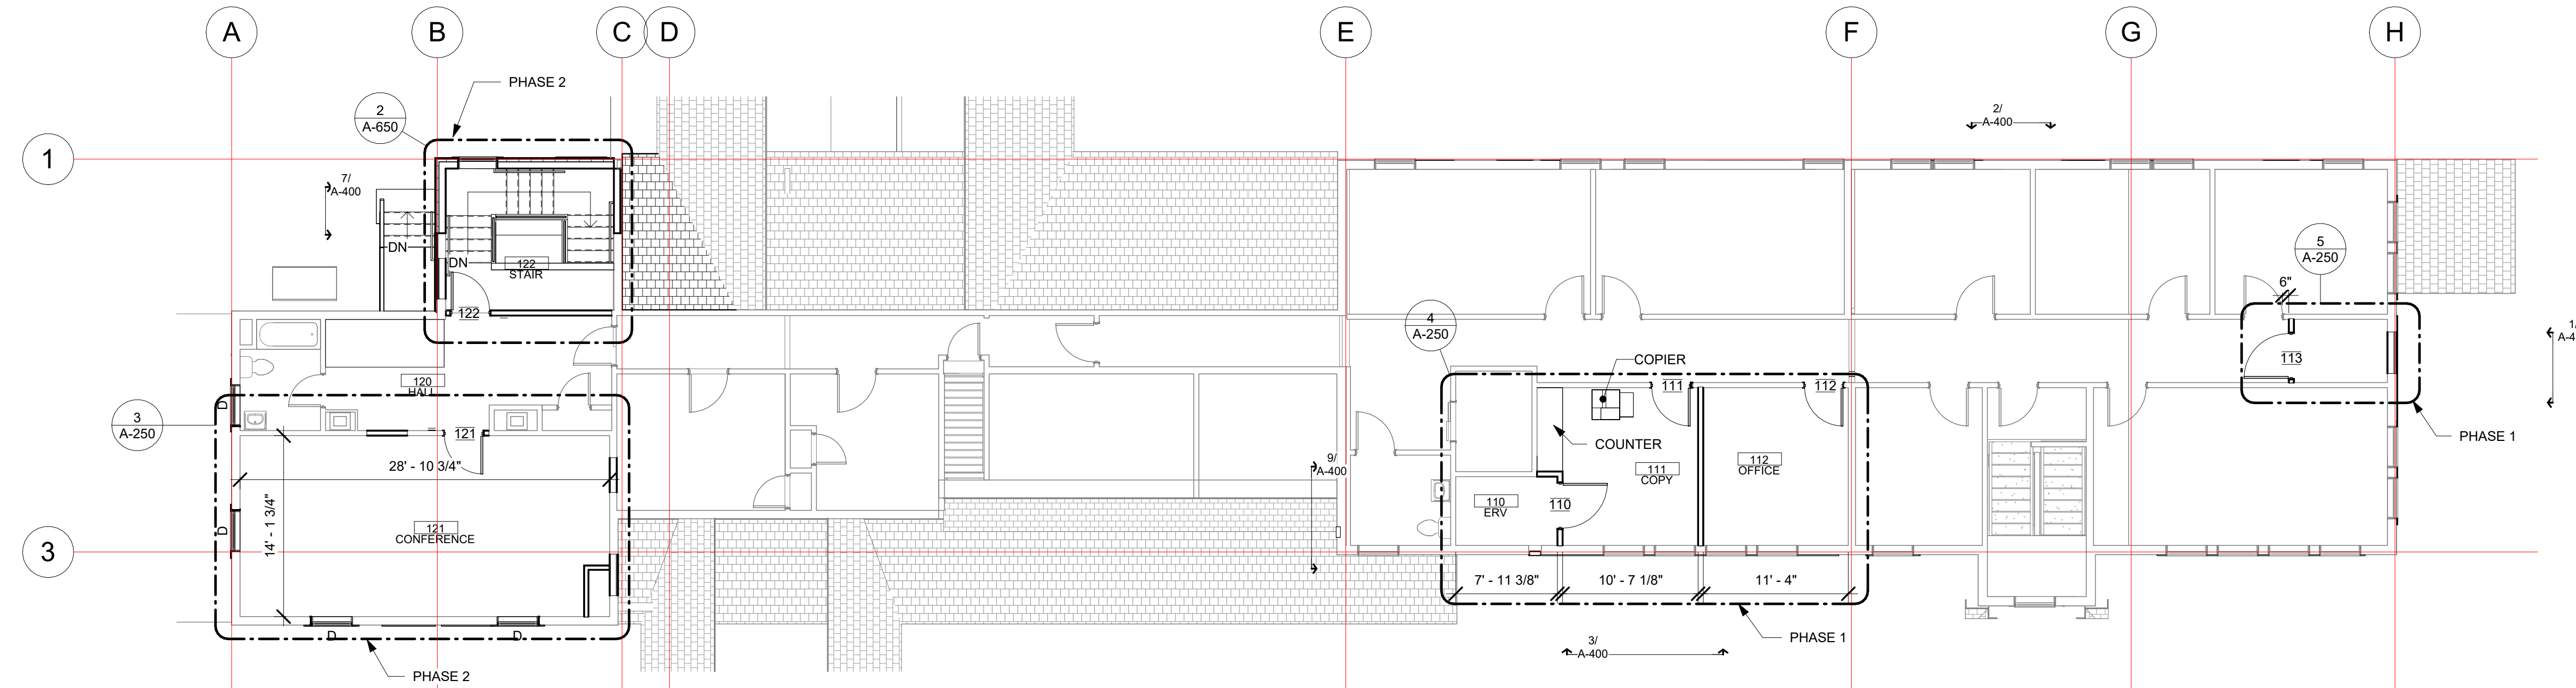 A
B
C
D
E
F
G
H
PHASE 2
2
A-650
2/
A-400
1
7/
A-400
DN
DN
122
STAIR
122
5
A-250
6"
4
A-250
1/
A-4
COPIER
113
120
HALL
111
112
D
3
A-250
121
COUNTER
PHASE 1
28' - 10 3/4"
9/
A-400
112
OFFICE
111
COPY
110
ERV
110
D
14' - 1 3/4"
121
CONFERENCE
3
7' - 11 3/8"
10' - 7 1/8"
11' - 4"
D
D
PHASE 1
3/
A-400
PHASE 2